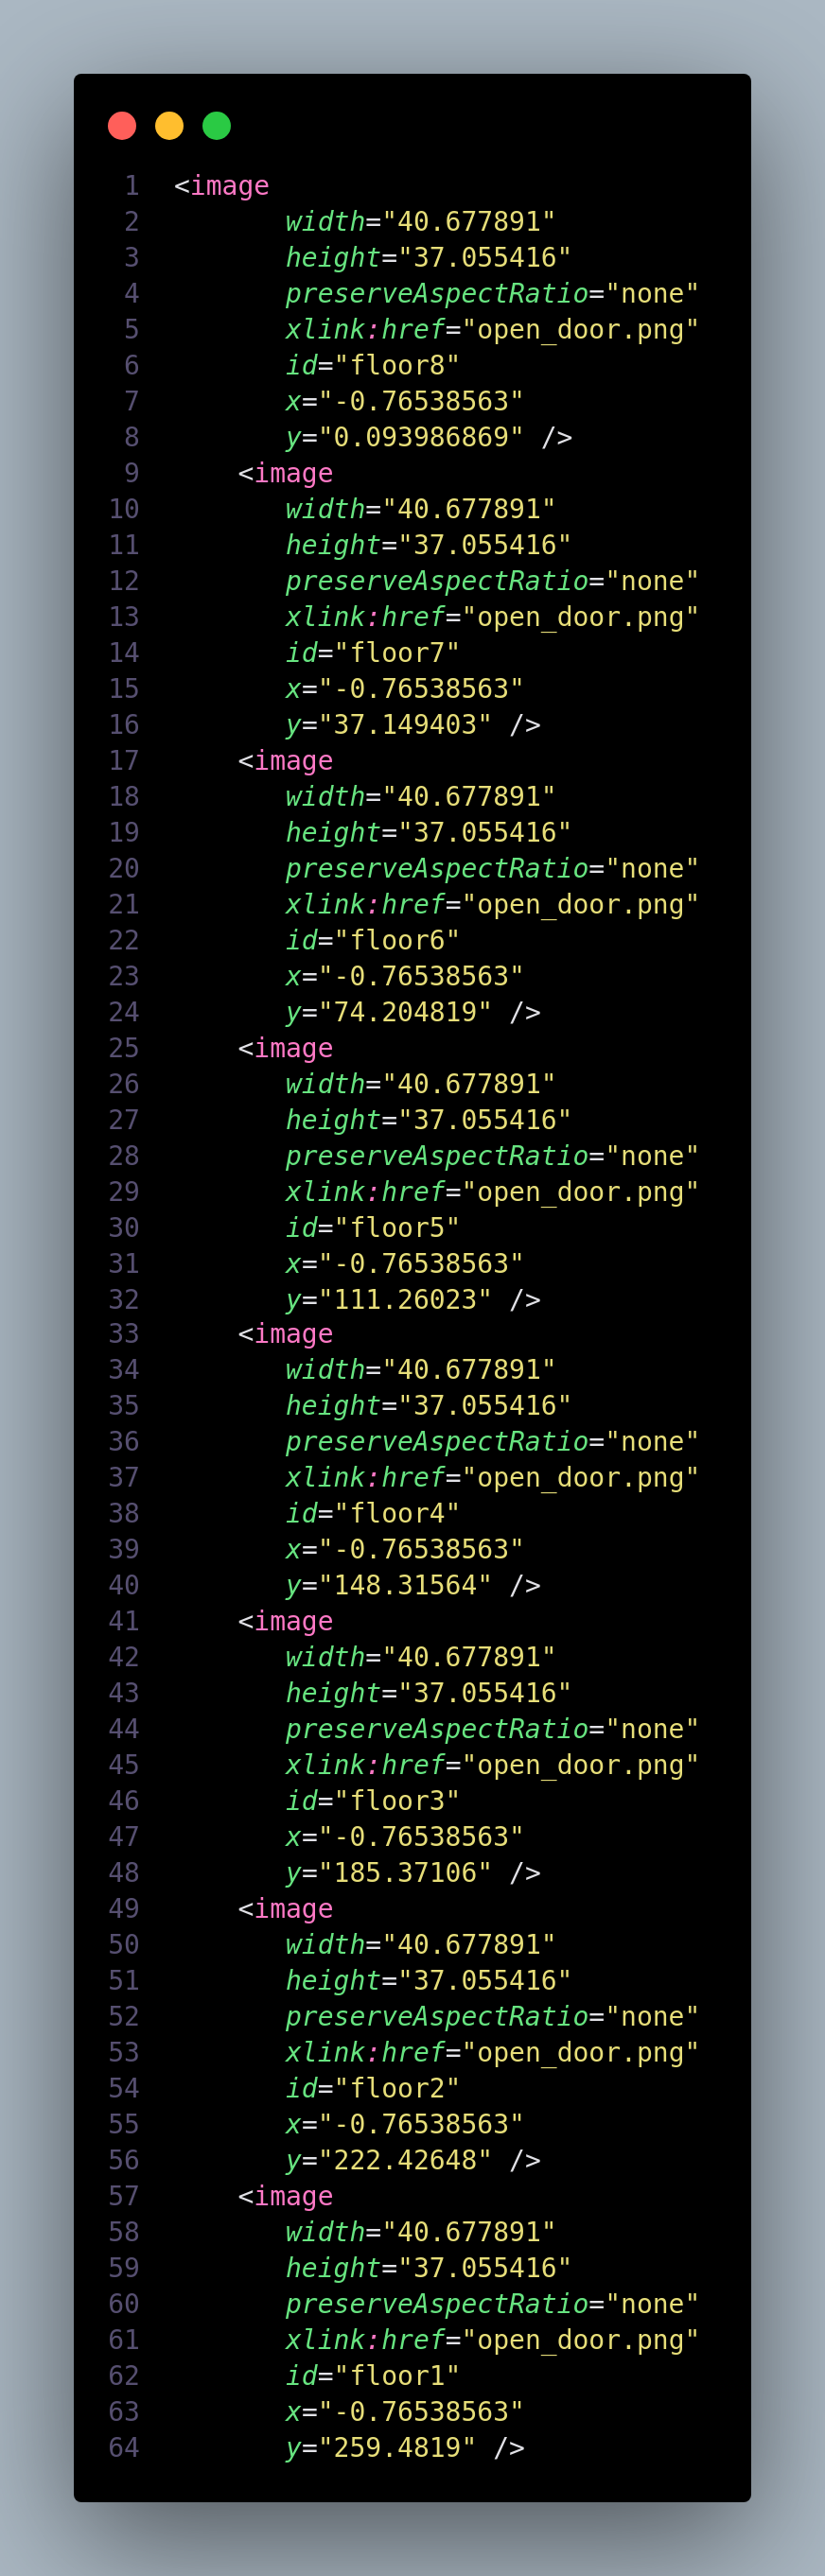 1 <image
2 width="40.677891"
3 height="37.055416"
4 preserveAspectRatio="none"
5 xlink:href="open_door.png"
6 id="floor8"
7 x="-0.76538563"
8 y="0.093986869" />
9 <image
10 width="40.677891"
11 height="37.055416"
12 preserveAspectRatio="none"
13 xlink:href="open_door.png"
14 id="floor7"
15 x="-0.76538563"
16 y="37.149403" />
17 <image
18 width="40.677891"
19 height="37.055416"
20 preserveAspectRatio="none"
21 xlink:href="open_door.png"
22 id="floor6"
23 x="-0.76538563"
24 y="74.204819" />
25 <image
26 width="40.677891"
27 height="37.055416"
28 preserveAspectRatio="none"
29 xlink:href="open_door.png"
30 id="floor5"
31 x="-0.76538563"
32 y="111.26023" />
33 <image
34 width="40.677891"
35 height="37.055416"
36 preserveAspectRatio="none"
37 xlink:href="open_door.png"
38 id="floor4"
39 x="-0.76538563"
40 y="148.31564" />
41 <image
42 width="40.677891"
43 height="37.055416"
44 preserveAspectRatio="none"
45 xlink:href="open_door.png"
46 id="floor3"
47 x="-0.76538563"
48 y="185.37106" />
49 <image
50 width="40.677891"
51 height="37.055416"
52 preserveAspectRatio="none"
53 xlink:href="open_door.png"
54 id="floor2"
55 x="-0.76538563"
56 y="222.42648" />
57 <image
58 width="40.677891"
59 height="37.055416"
60 preserveAspectRatio="none"
61 xlink:href="open_door.png"
62 id="floor1"
63 x="-0.76538563"
64 y="259.4819" />